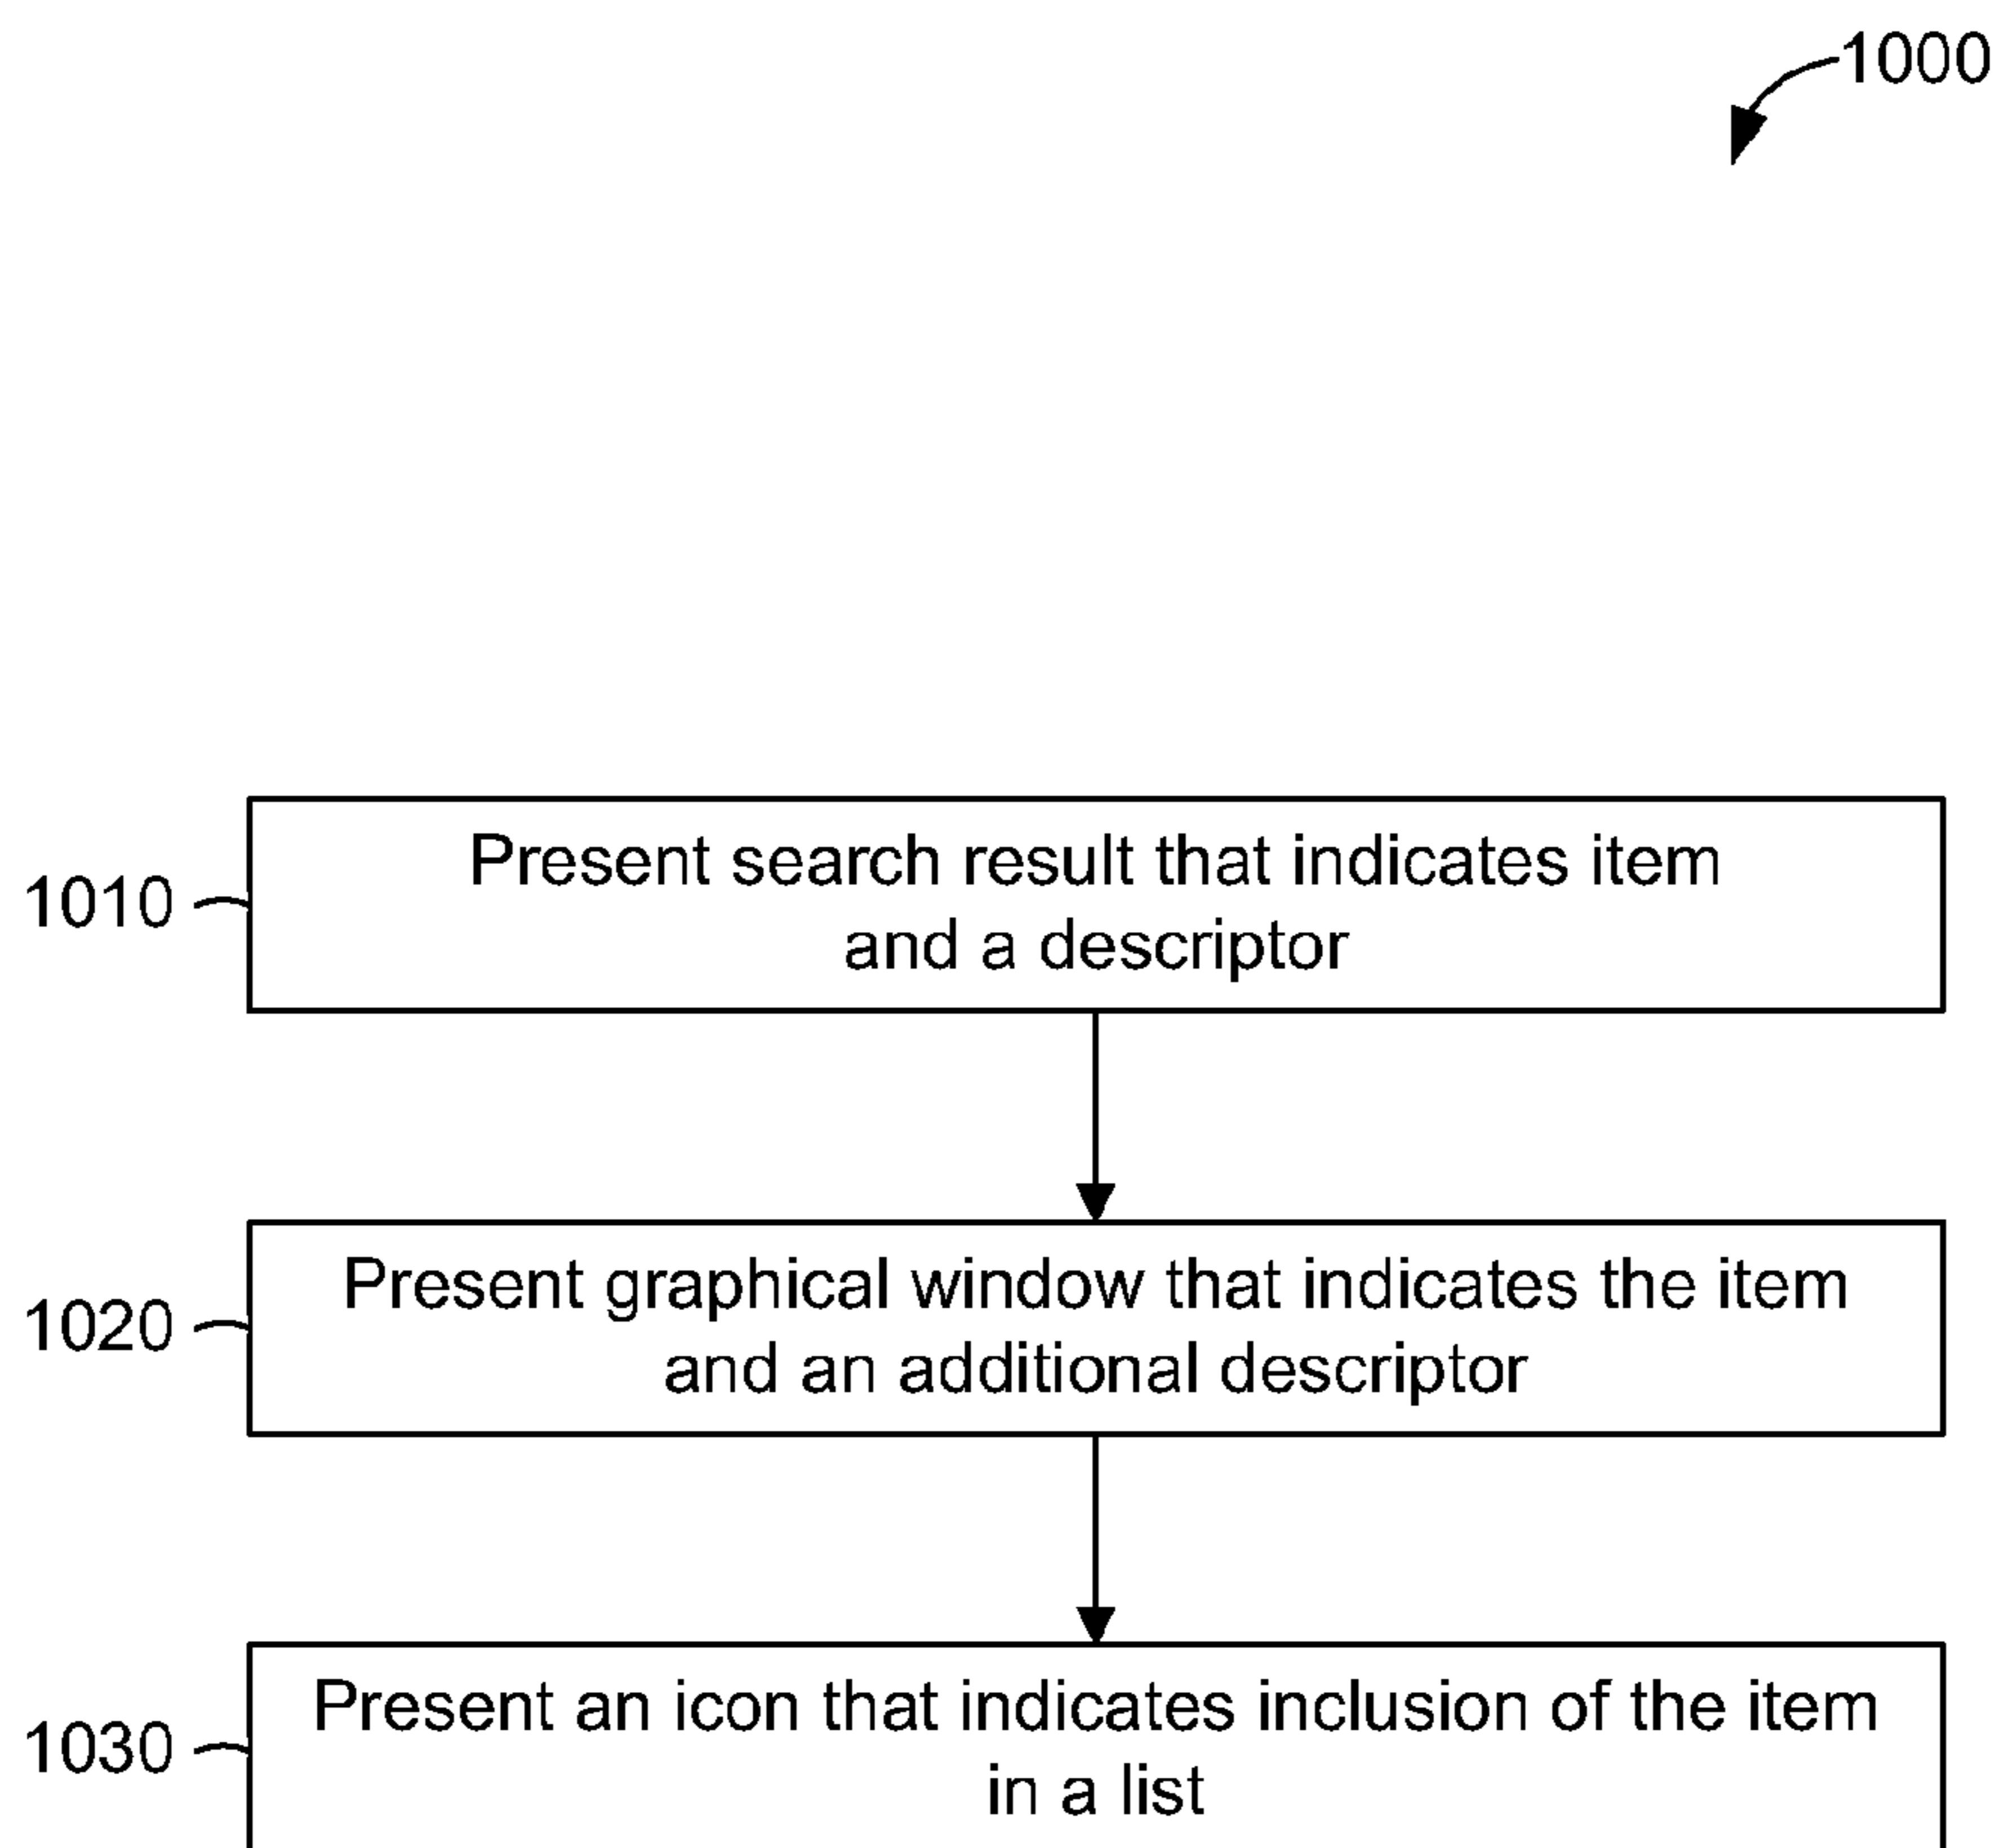 1000
1010
Present search result that indicates item
and a descriptor
1020
Present graphical window that indicates the item
and an additional descriptor
1030
Present an icon that indicates inclusion of the item
in a list